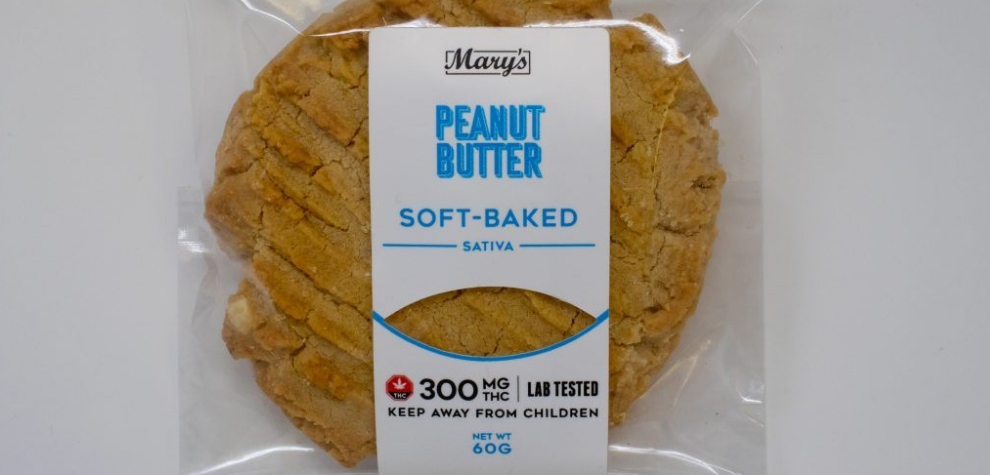 Mary's
PEANUT
BUTTER
SOFT-BAKED
SATIVA
THC
300 MG THC | LAB TESTED
KEEP AWAY FROM CHILDREN
NET WT
60G